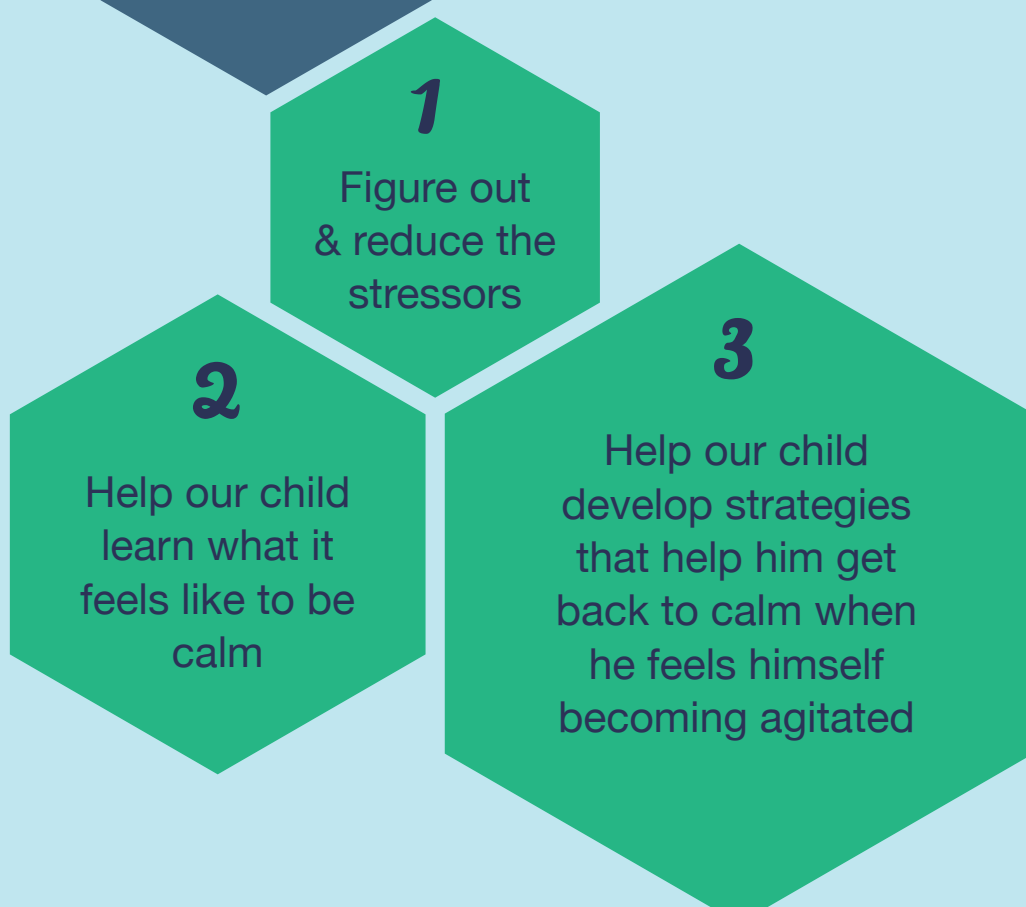 1
Figure out
& reduce the
stressors
2
Help our child
learn what it
feels like to be
calm
3
Help our child
develop strategies
that help him get
back to calm when
he feels himself
becoming agitated